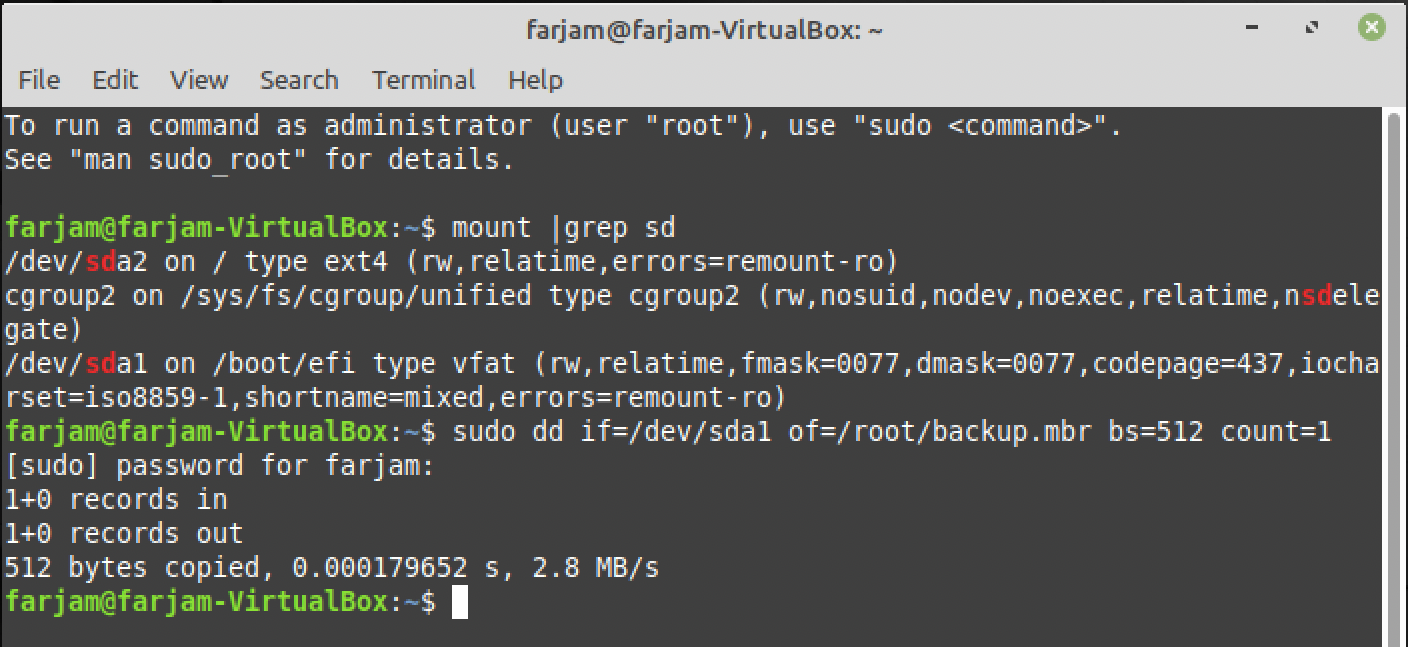 farjam@farjam-VirtualBox: ~
File Edit View Search Terminal Help
To run a command as administrator (user "root"), use "sudo <command>".
See "man sudo_root" for details.
farjam@farjam-VirtualBox:~$ mount |grep sd
/dev/sda2 on / type ext4 (rw,relatime,errors=remount-ro)
cgroup2 on /sys/fs/cgroup/unified type cgroup2 (rw,nosuid,nodev,noexec,relatime,nsdele
gate)
/dev/sda1 on /boot/efi type vfat (rw,relatime,fmask=0077,dmask=0077,codepage=437,iocha
rset=iso8859-1,shortname=mixed,errors=remount-ro)
farjam@farjam-VirtualBox:~$ sudo dd if=/dev/sda1 of=/root/backup.mbr bs=512 count=1
[sudo] password for farjam:
1+0 records in
1+0 records out
512 bytes copied, 0.000179652 s, 2.8 MB/s
farjam@farjam-VirtualBox:~$